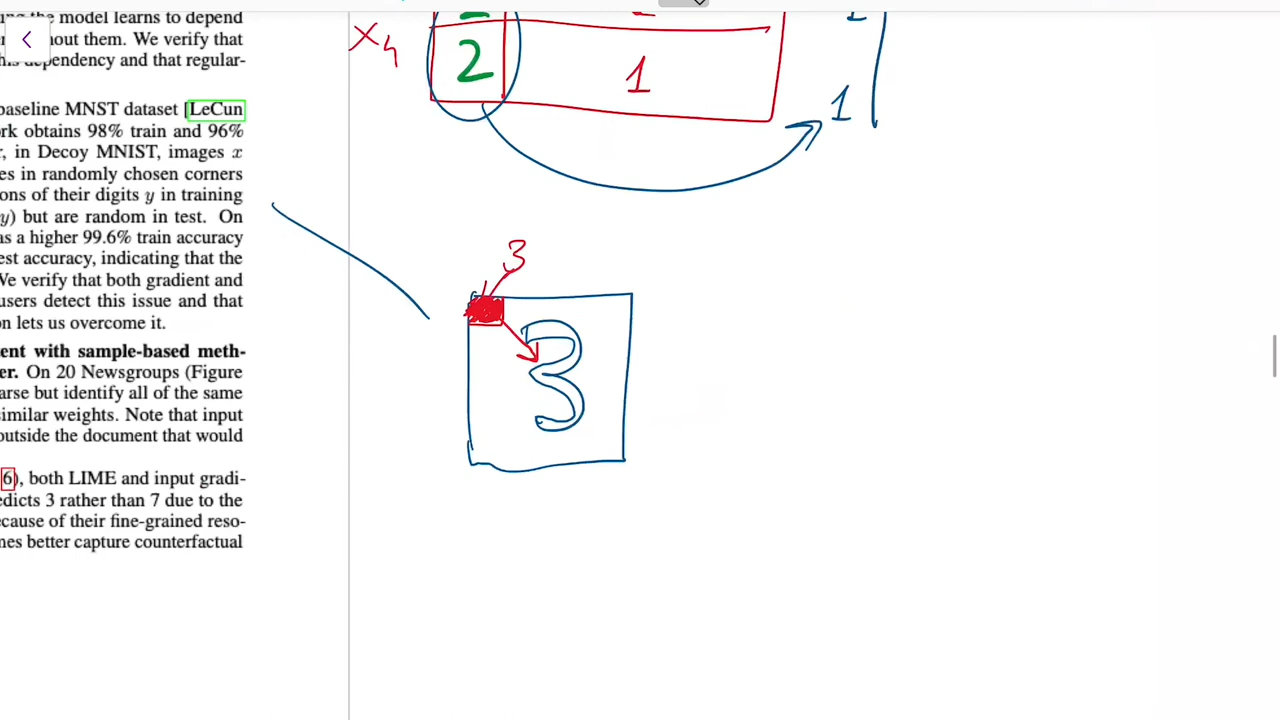 the model learns to depend
out them. We verify that
dependency and that regular-
baseline MNST dataset [LeCun
rk obtains 98% train and 96%
r, in Decoy MNIST, images x
es in randomly chosen corners
ons of their digits y in training
y) but are random in test. On
as a higher 99.6% train accuracy
est accuracy, indicating that the
We verify that both gradient and
users detect this issue and that
on lets us overcome it.
ent with sample-based meth-
er. On 20 Newsgroups (Figure
arse but identify all of the same
similar weights. Note that input
outside the document that would
6), both LIME and input gradi-
edicts 3 rather than 7 due to the
ecause of their fine-grained reso-
mes better capture counterfactual
x4
2
1
1
3
3